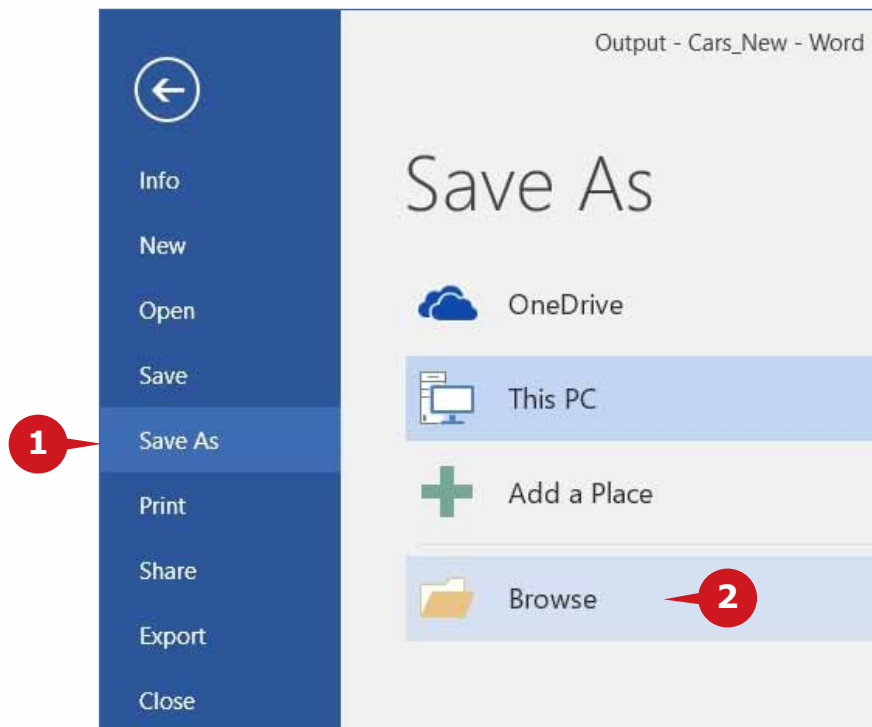 Output - Cars_New - Word
Info
New
Open
Save
1
Save As
Print
Share
Export
Close
Save As
OneDrive
This PC
Add a Place
Browse
2